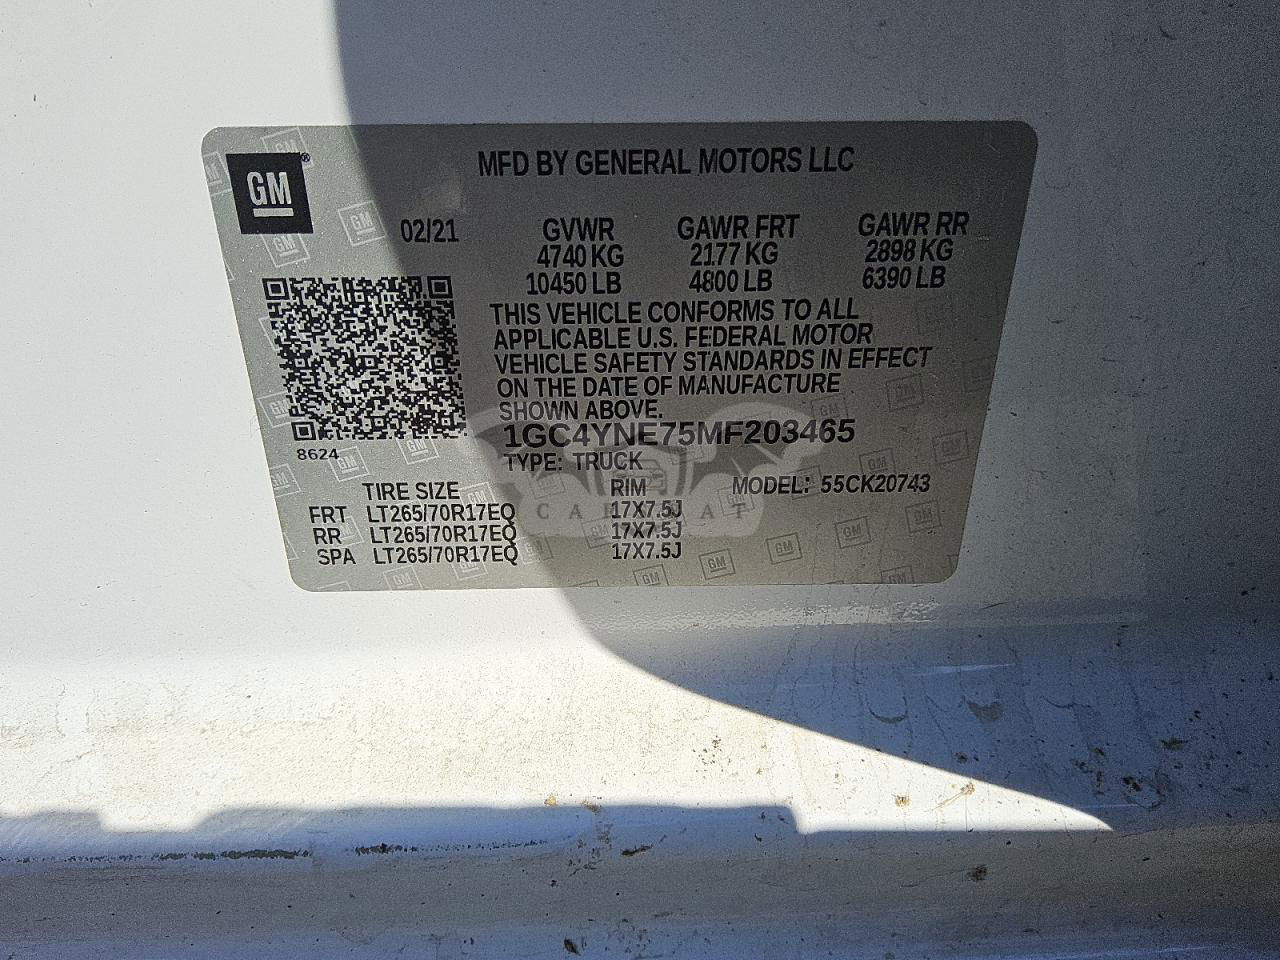 MFD BY GENERAL MOTORS LLC
GM ®
02/21 GVWR GAWR FRT GAWR RR
4740 KG 2177 KG 2898 KG
10450 LB 4800 LB 6390 LB
THIS VEHICLE CONFORMS TO ALL
APPLICABLE U.S. FEDERAL MOTOR
VEHICLE SAFETY STANDARDS IN EFFECT
ON THE DATE OF MANUFACTURE
SHOWN ABOVE.
1GC4YNE75MF203465
8624
TYPE: TRUCK
MODEL: 55CK20743
TIRE SIZE RIM
FRT LT265/70R17EQ 17X7.5J
RR LT265/70R17EQ 17X7.5J
SPA LT265/70R17EQ 17X7.5J